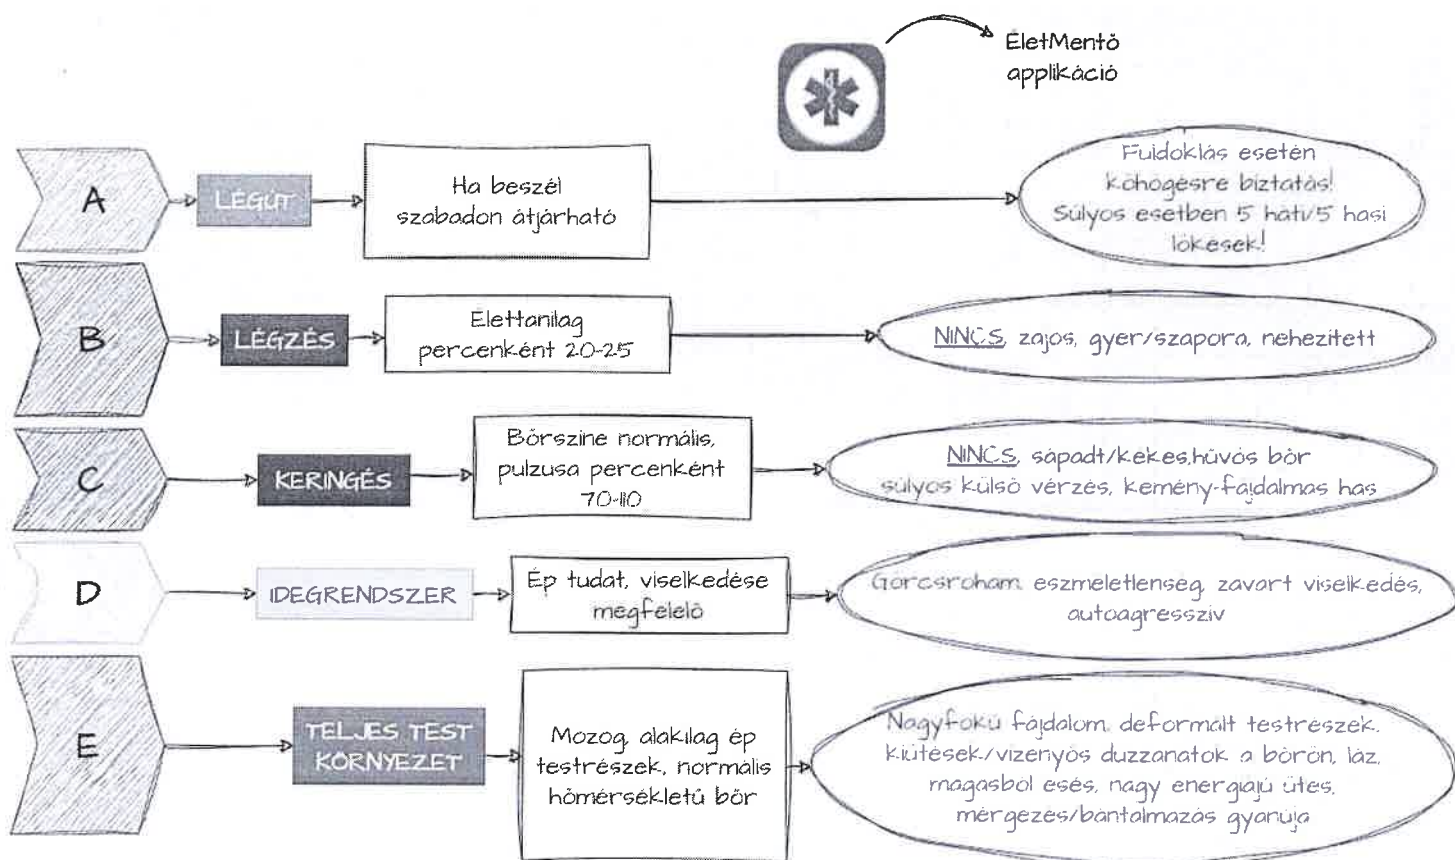 ÉletMentő
applikáció
A
LÉGÚT
Ha beszél
szabadon átjárható
Fuldoklás esetén
köhögésre biztatás!
Súlyos esetben 5 háti/5 hasi
lökések!
B
LÉGZÉS
Élettanilag
percenként 20-25
NINCS, zajos, gyér/szapora, nehezített
C
KERINGÉS
Bőrszíne normális,
pulzusa percenként
70-110
NINCS, sápadt/kékes,hűvös bőr
súlyos külső vérzés, kemény-fájdalmas has
D
IDEGRENDSZER
Ép tudat, viselkedése
megfelelő
Görcsroham, eszméletlenség, zavart viselkedés,
autoagresszív
E
TELJES TEST
KÖRNYEZET
Mozog, alakilag ép
testrészek, normális
hőmérsékletű bőr
Nagyfokú fájdalom, deformált testrészek,
kiütések/vizenyős duzzanatok a bőrön, láz,
magasból esés, nagy energiájú ütés,
mérgezés/bántalmazás gyanúja